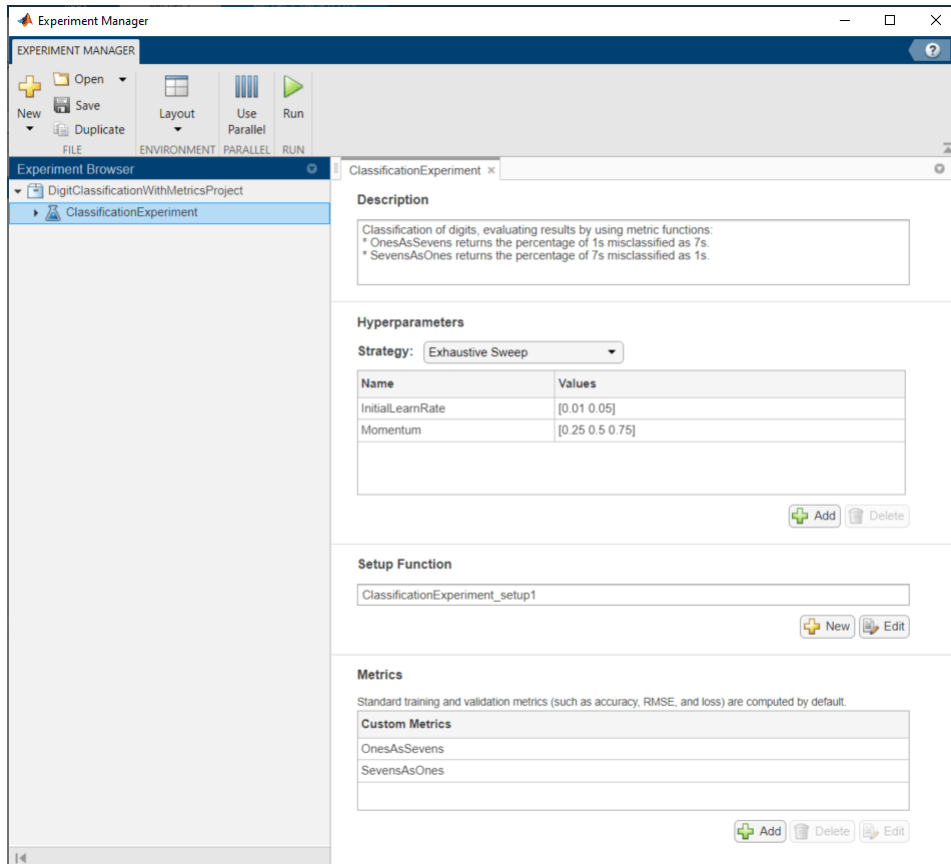 Experiment Manager
EXPERIMENT MANAGER
?
New
Open
Save
Duplicate
Layout
Use
Parallel
Run
FILE
ENVIRONMENT
PARALLEL
RUN
Experiment Browser
DigitClassificationWithMetricsProject
ClassificationExperiment
ClassificationExperiment ×
Description
Classification of digits, evaluating results by using metric functions:
* OnesAsSevens returns the percentage of 1s misclassified as 7s.
* SevensAsOnes returns the percentage of 7s misclassified as 1s.
Hyperparameters
Strategy: Exhaustive Sweep
Name Values
InitialLearnRate [0.01 0.05]
Momentum [0.25 0.5 0.75]
Add Delete
Setup Function
ClassificationExperiment_setup1
New Edit
Metrics
Standard training and validation metrics (such as accuracy, RMSE, and loss) are computed by default.
Custom Metrics
OnesAsSevens
SevensAsOnes
Add Delete Edit